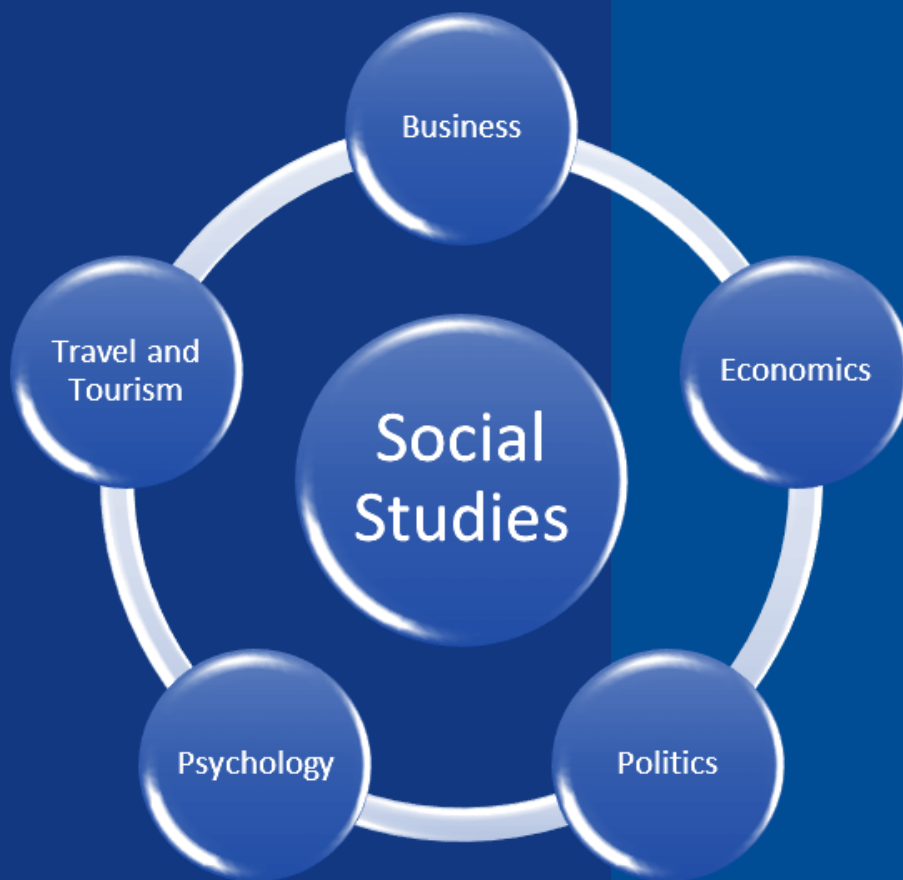 Business
Travel and
Tourism
Economics
Social
Studies
Psychology
Politics